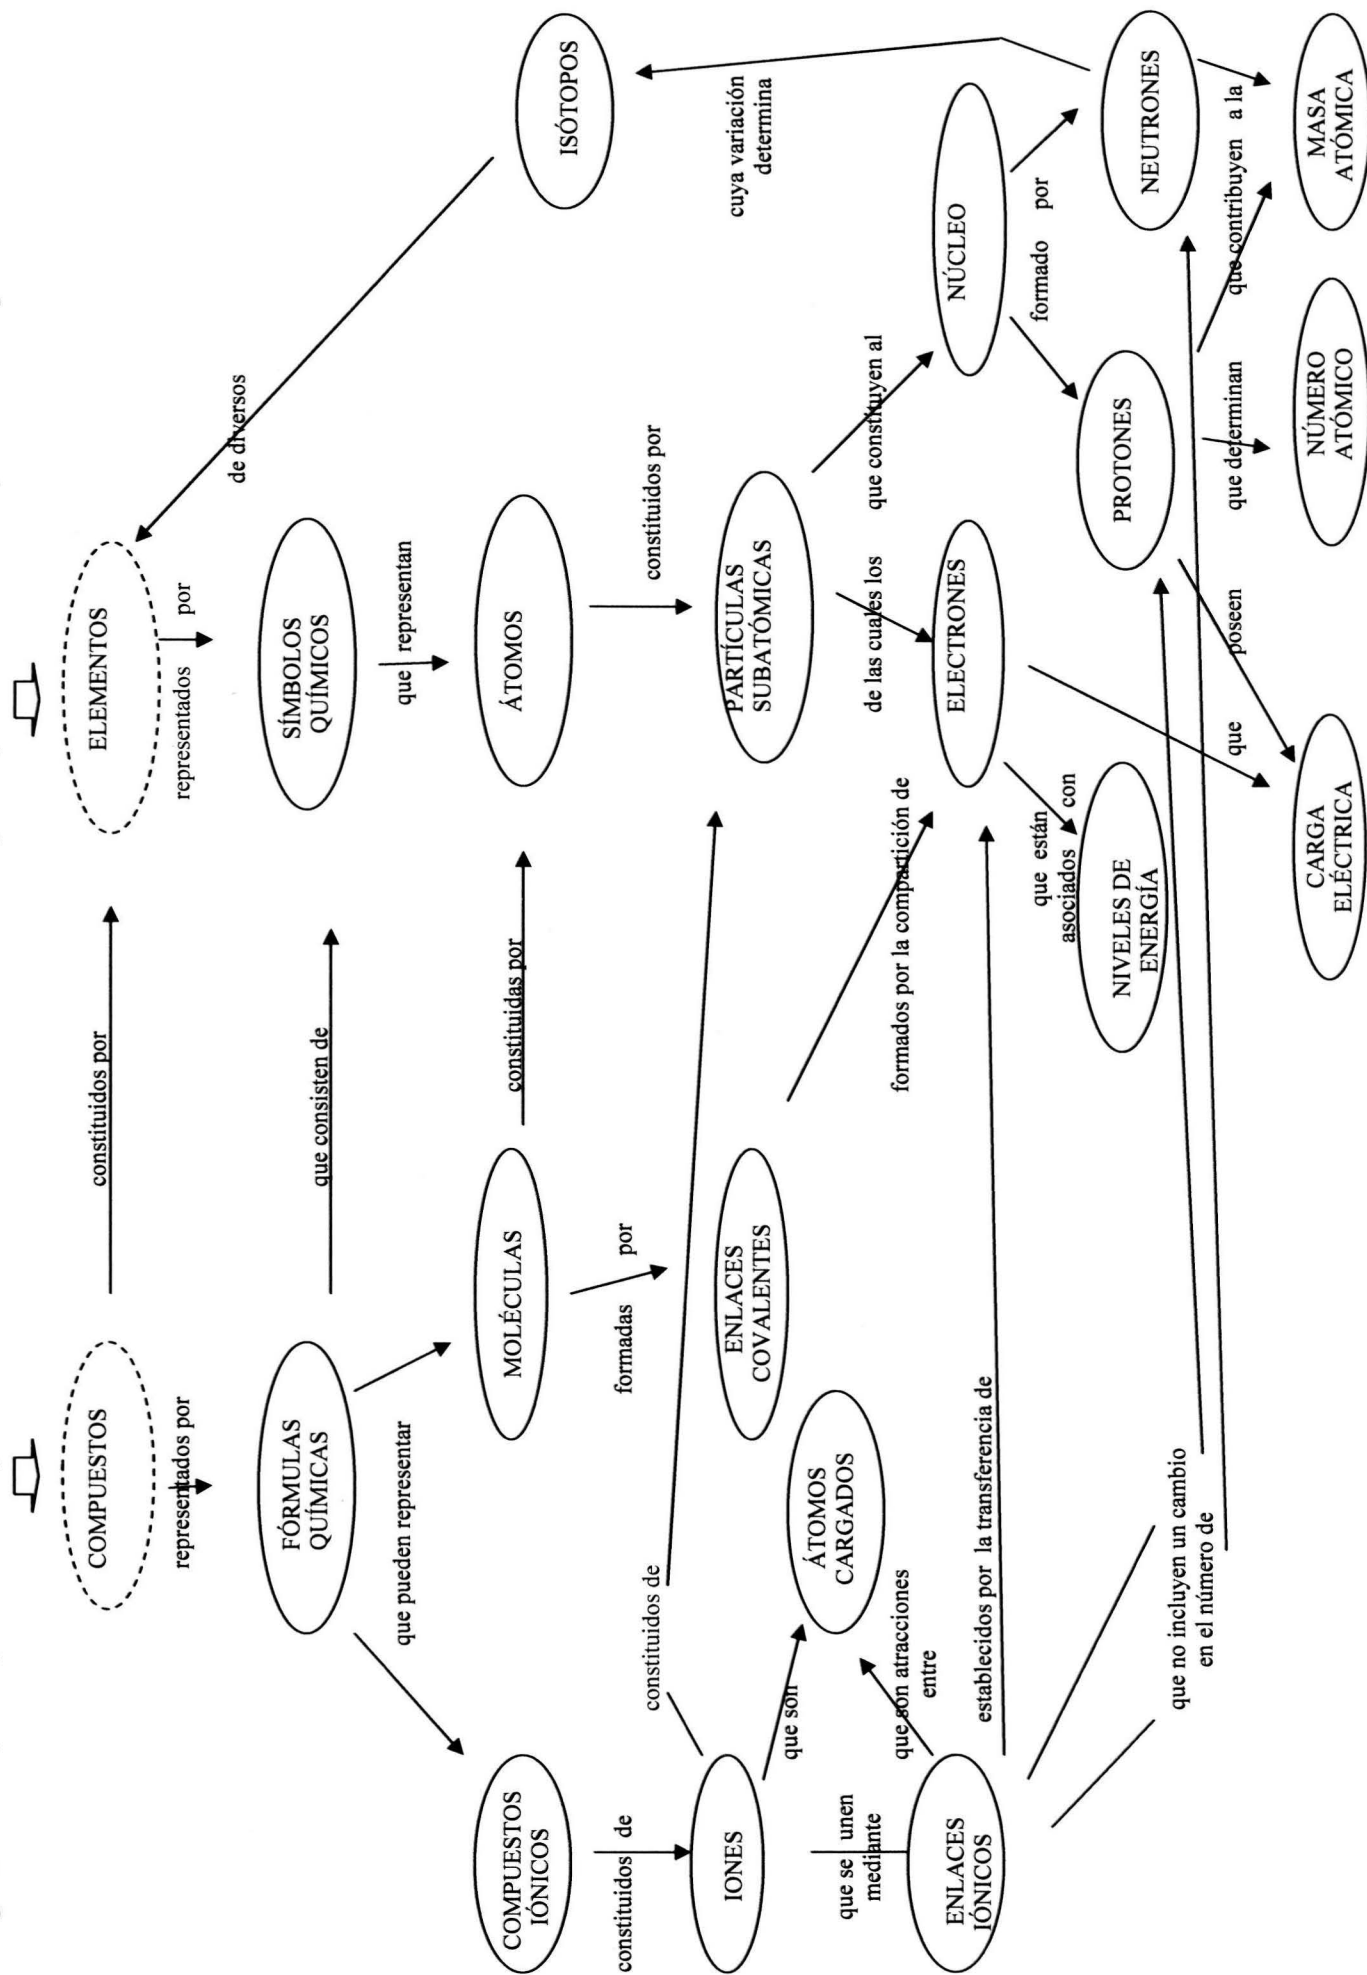 COMPUESTOS
constituidos por
ELEMENTOS
representados por
representados por
de diversos
FÓRMULAS
QUÍMICAS
que consisten de
SÍMBOLOS
QUÍMICOS
que pueden representar
que representan
COMPUESTOS
IÓNICOS
MOLÉCULAS
constituidas por
ÁTOMOS
ISÓTOPOS
constituidos de
formadas por
constituidos por
constituidos de
IONES
ENLACES
COVALENTES
PARTÍCULAS
SUBATÓMICAS
cuya variación
determina
que son
ÁTOMOS
CARGADOS
que se unen
mediante
que son atracciones
entre
formados por la compartición de
de las cuales los
que constituyen al
ENLACES
IÓNICOS
establecidos por la transferencia de
ELECTRONES
NÚCLEO
que están
asociados con
formado por
NIVELES DE
ENERGÍA
PROTONES
NEUTRONES
que no incluyen un cambio
en el número de
que poseen
que determinan
que contribuyen a la
CARGA
ELÉCTRICA
NÚMERO
ATÓMICO
MASA
ATÓMICA